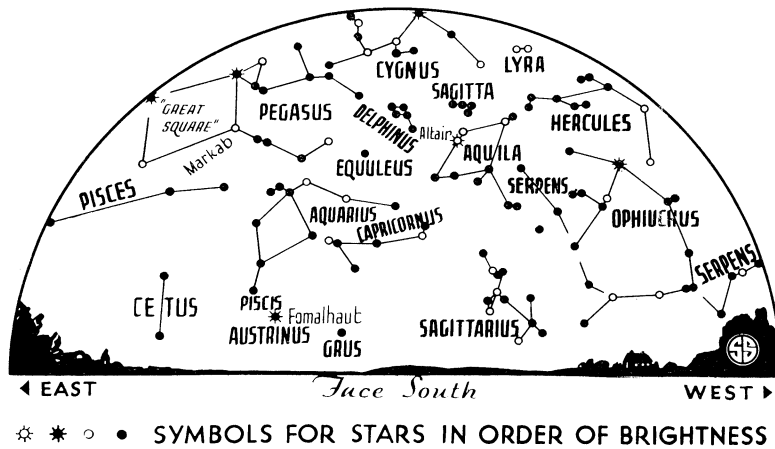 CYGNUS
LYRA
"GREAT
SQUARE"
PEGASUS
SAGITTA
DELPHINUS
HERCULES
Altair
Markab
AQUILA
EQUULEUS
PISCES
SERPENS
AQUARIUS
CAPRICORNUS
OPHIUCHUS
SERPENS
CETUS
PISCIS
AUSTRINUS
Fomalhaut
GRUS
SAGITTARIUS
SS
EAST
Face South
WEST
SYMBOLS FOR STARS IN ORDER OF BRIGHTNESS